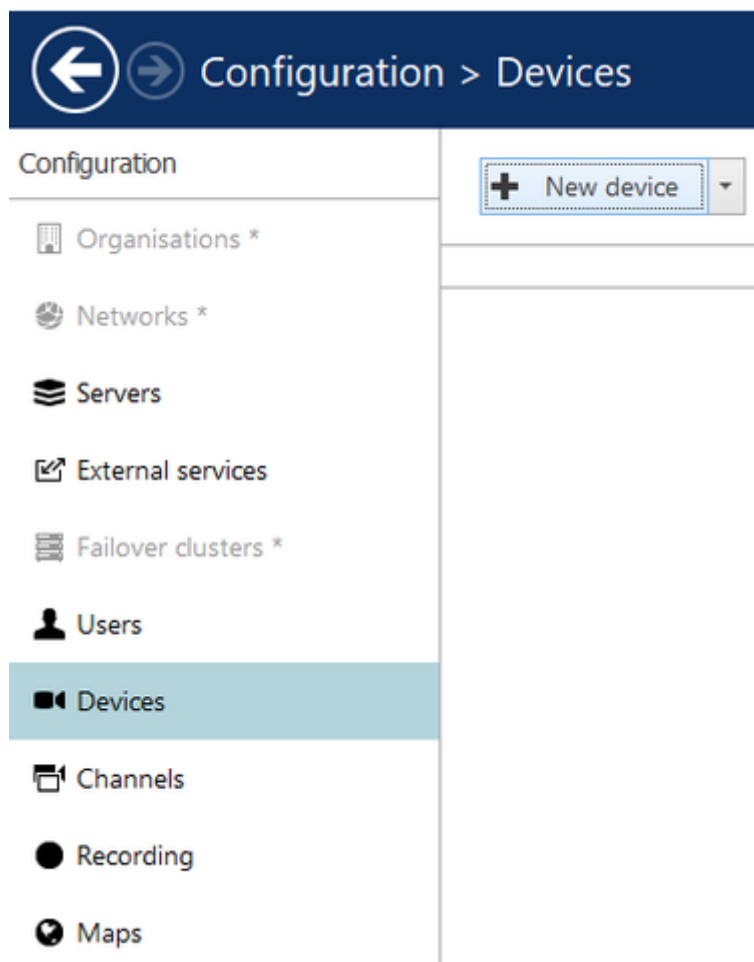 Configuration > Devices
Configuration
New device
Organisations *
Networks *
Servers
External services
Failover clusters *
Users
Devices
Channels
Recording
Maps